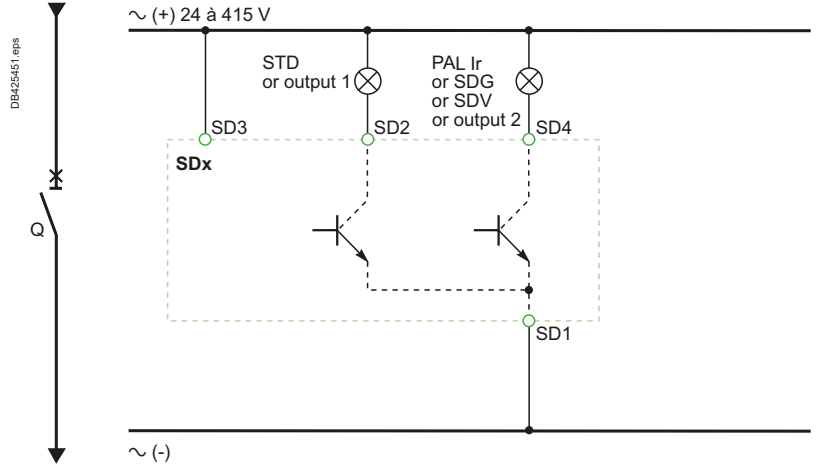 ∼ (+) 24 à 415 V
DB425451.eps
STD
or output 1
PAL Ir
or SDG
or SDV
or output 2
SD3
SD2
SD4
SDx
Q
SD1
∼ (-)